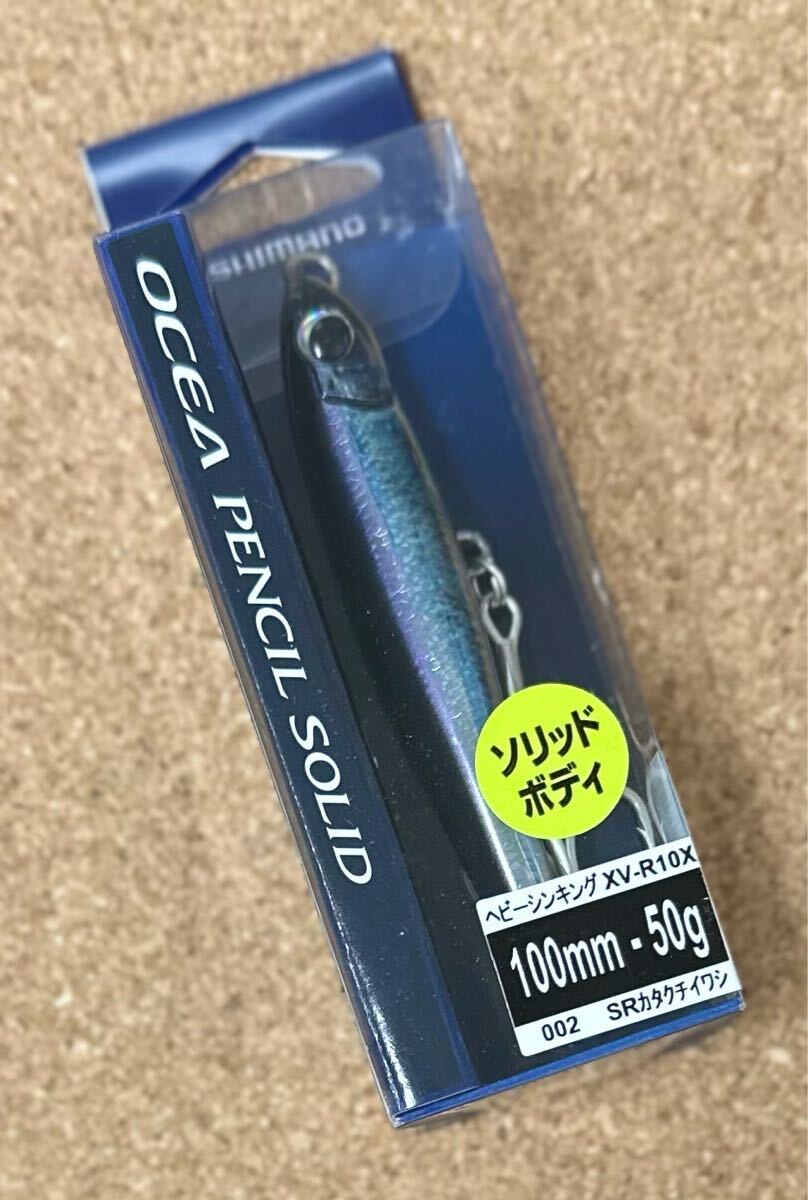 SHIMANO
OCEA PENCIL SOLID
ソリッド
ボディ
ヘビーシンキング XV-R10X
100mm - 50g
002 SRカタクチイワシ